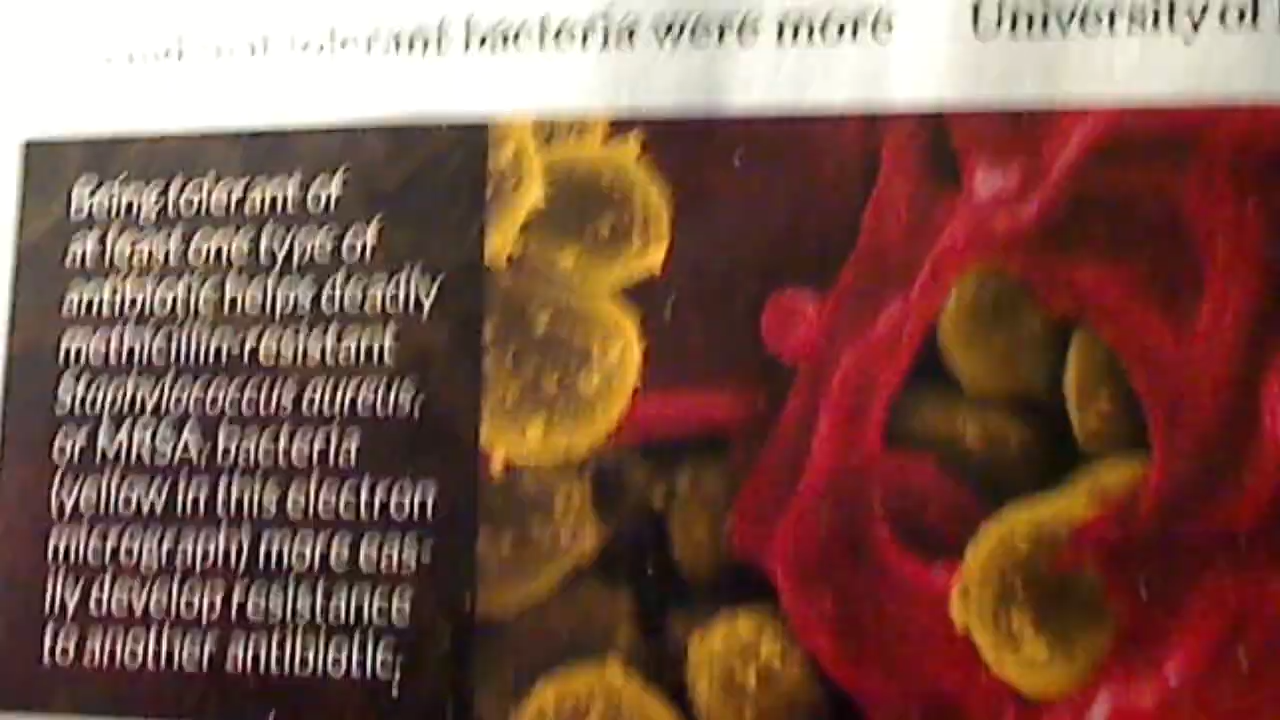 tolerant bacteria were more
University of
Being tolerant of
at least one type of
antibiotic helps deadly
methicillin-resistant
Staphylococcus aureus,
or MRSA, bacteria
(yellow in this electron
micrograph) more eas-
ily develop resistance
to another antibiotic.